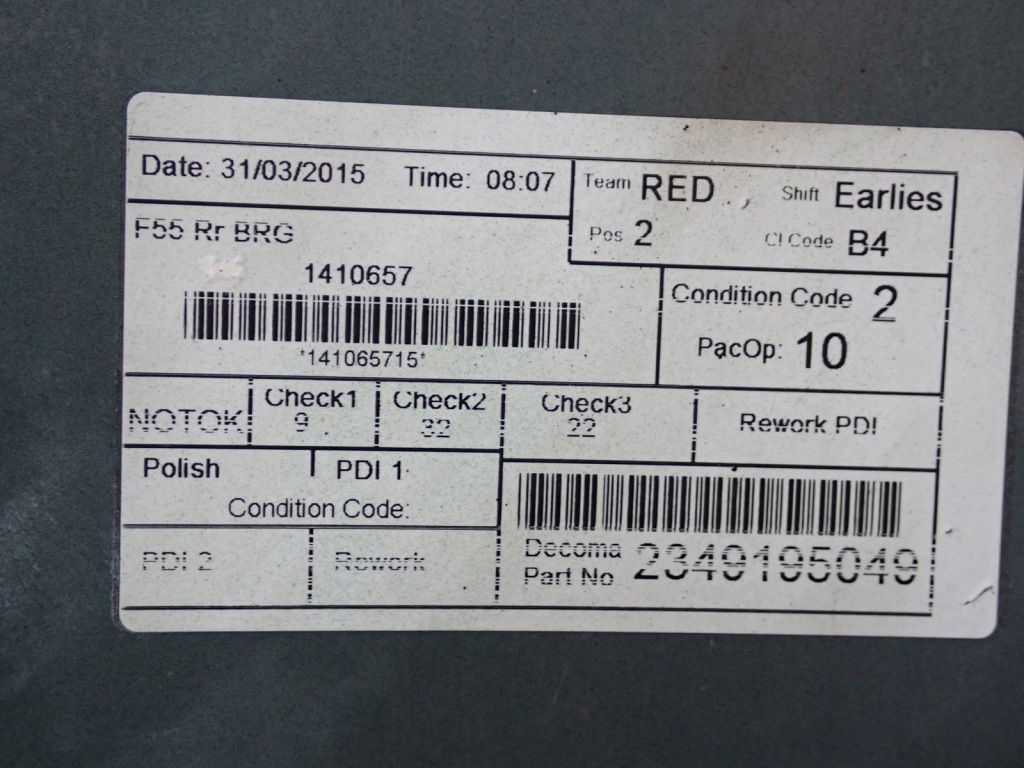 Date: 31/03/2015 Time: 08:07
Team RED Shift Earlies
Pos 2 CI Code B4
F55 Rr BRG
1410657
*141065715*
Condition Code 2
PacOp: 10
NOTOK Check1 9 Check2 32 Check3 22 Rework PDI
Polish PDI 1
Condition Code:
PDI 2 Rework
Decoma Part No 2349195049